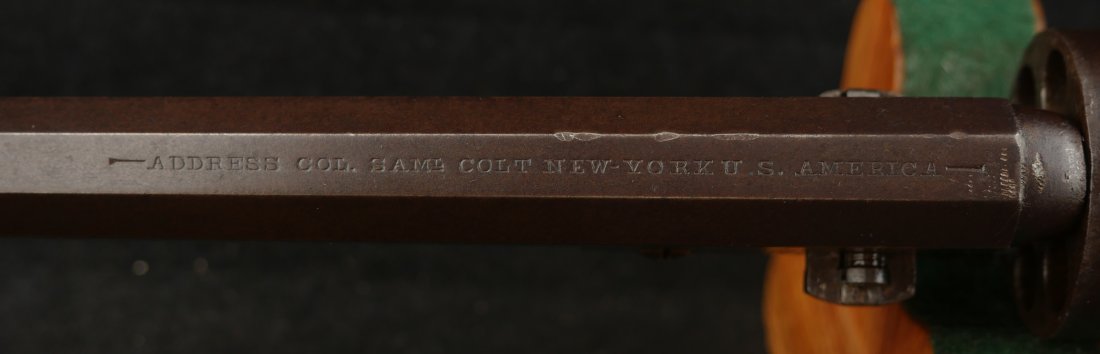 ADDRESS COL. SAMˡ COLT NEW-YORK U.S. AMERICA